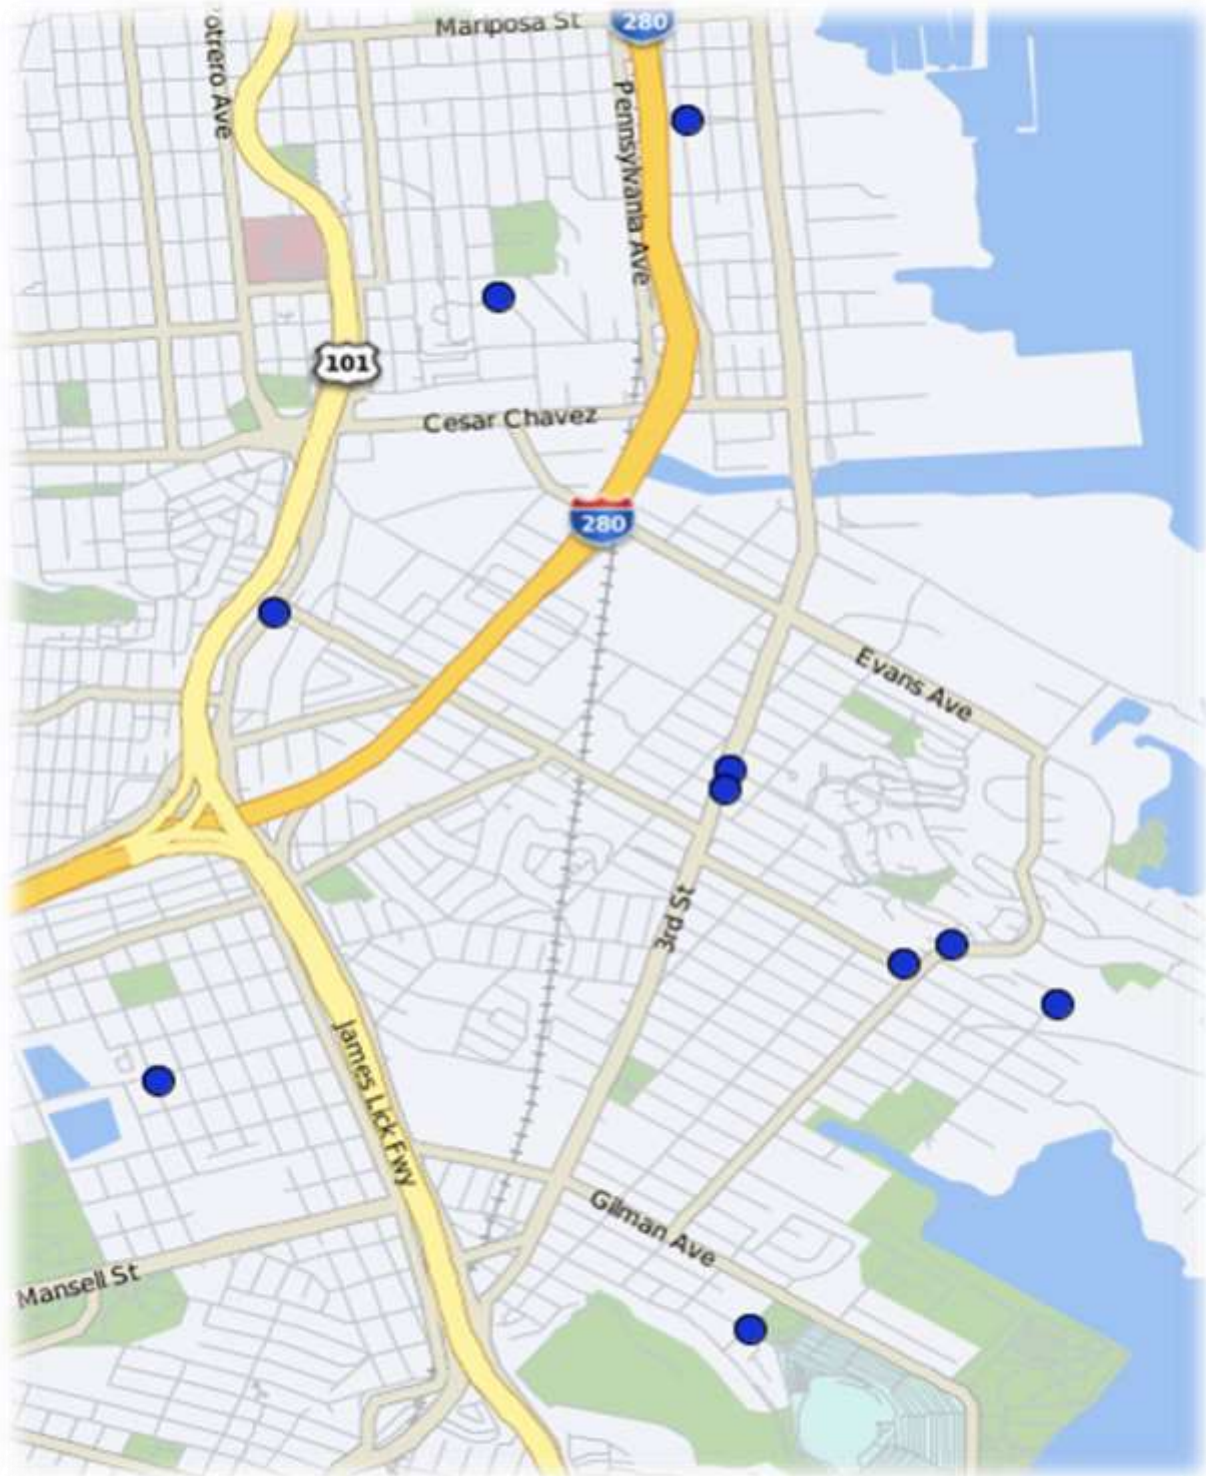 Mariposa St
280
otrero Ave
Pennsylvania Ave
101
Cesar Chavez
280
Evans Ave
3rd St
James Lick Fwy
Gilman Ave
Mansell St